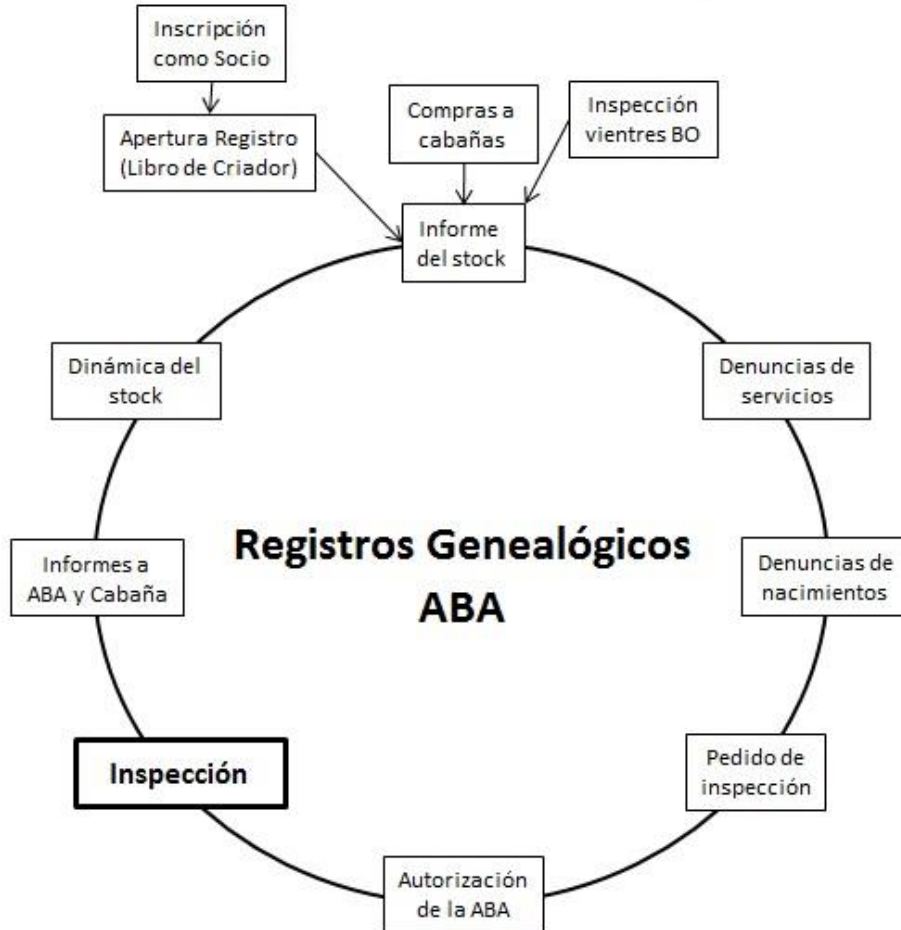 Inscripción
como Socio
Apertura Registro
(Libro de Criador)
Compras a
cabañas
Inspección
vientres BO
Informe
del stock
Dinámica del
stock
Denuncias de
servicios
Registros Genealógicos
ABA
Informes a
ABA y Cabaña
Denuncias de
nacimientos
Inspección
Pedido de
inspección
Autorización
de la ABA